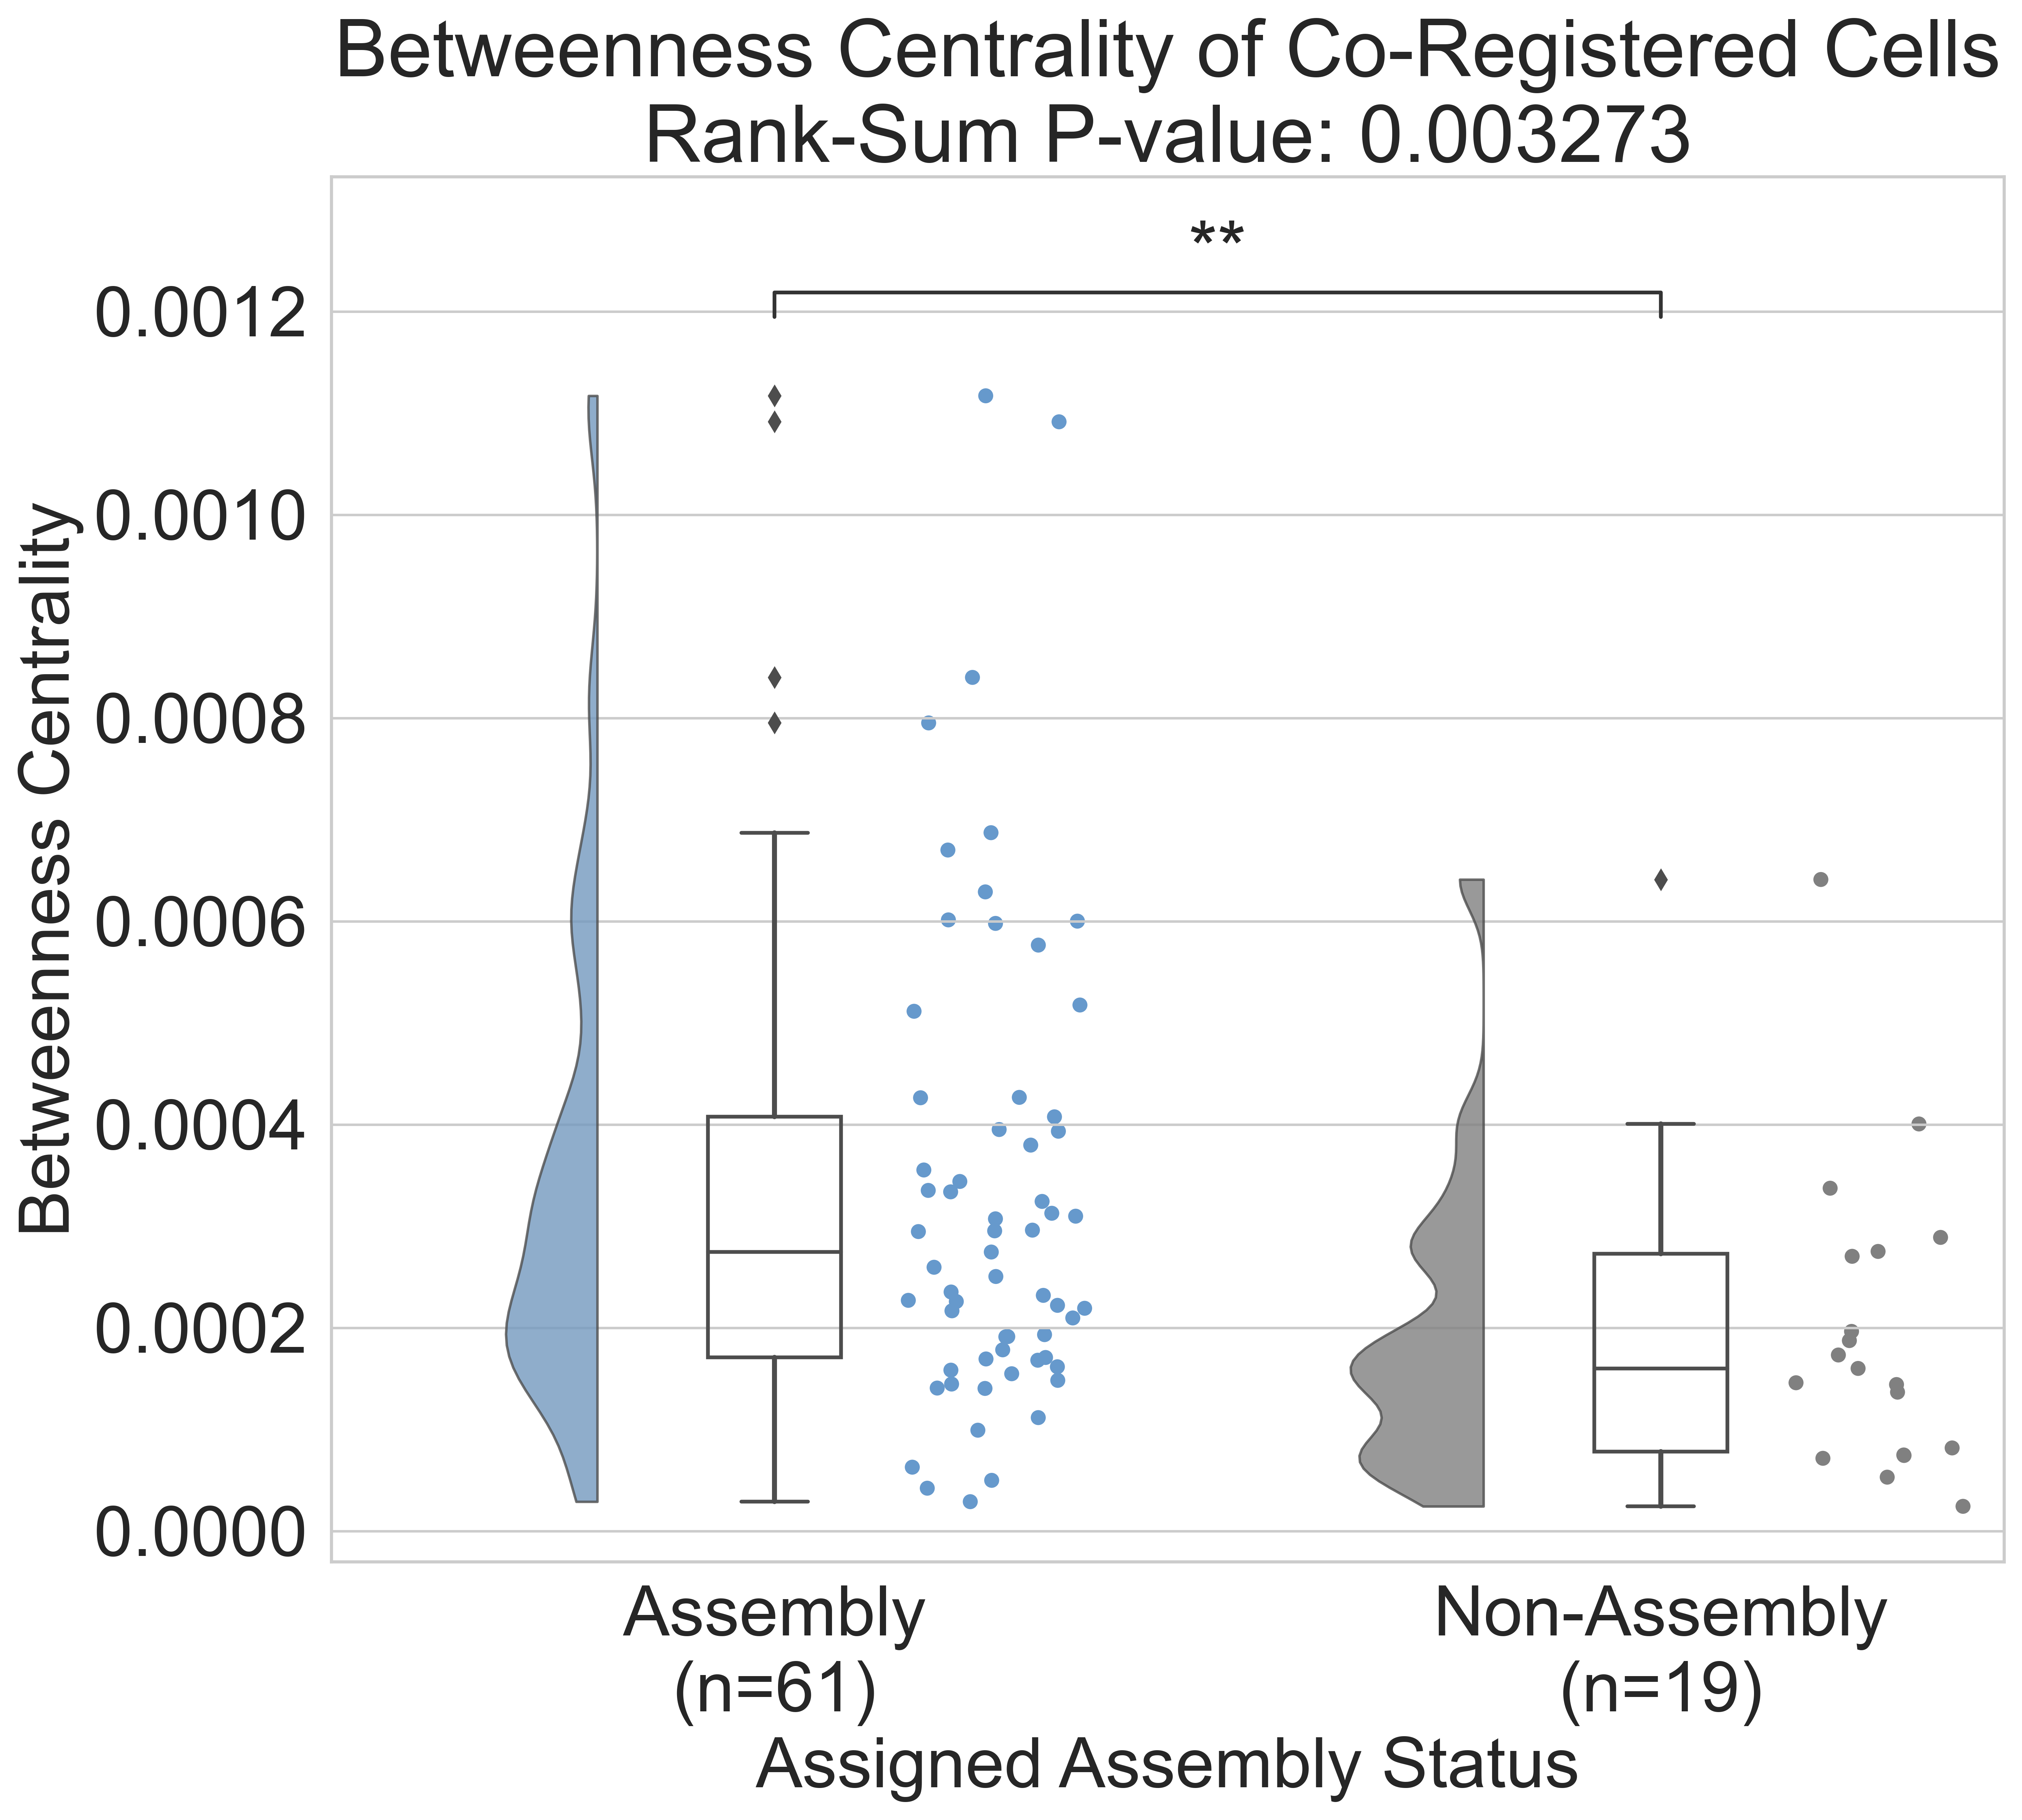 Betweenness Centrality of Co-Registered Cells
Rank-Sum P-value: 0.003273
**
0.0012
0.0010
0.0008
0.0006
0.0004
0.0002
0.0000
Betweenness Centrality
Assembly
(n=61)
Non-Assembly
(n=19)
Assigned Assembly Status